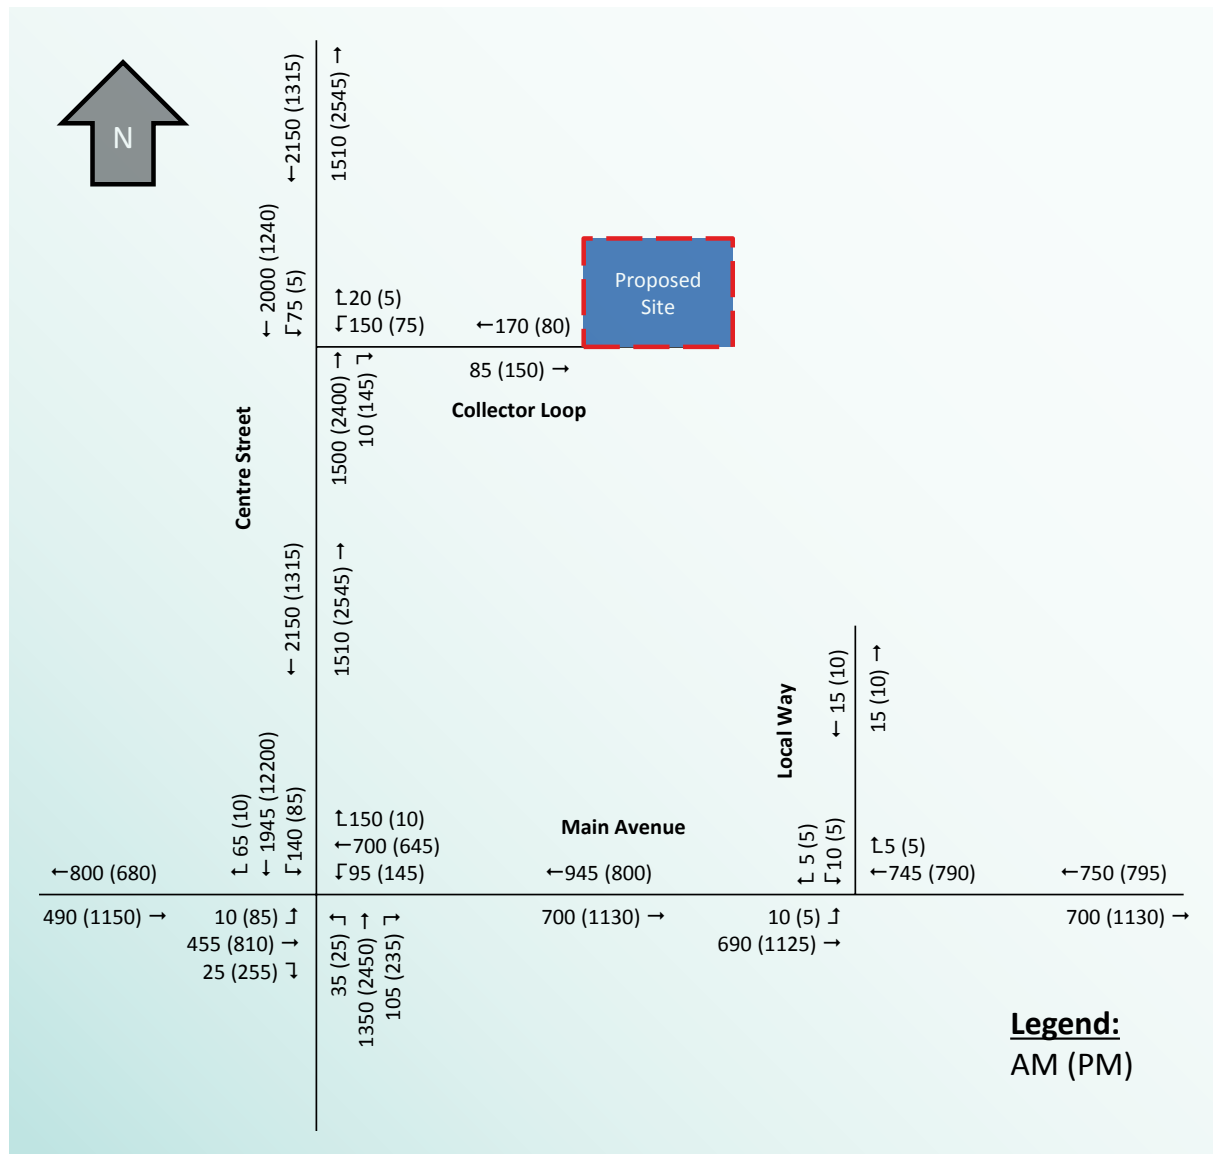 N
←2150 (1315)
1510 (2545) →
← 2000 (1240)
75 (5)
20 (5)
150 (75)
←170 (80)
Proposed
Site
85 (150) →
Collector Loop
1500 (2400) →
10 (145)
Centre Street
← 2150 (1315)
1510 (2545) →
Local Way
← 15 (10)
15 (10) →
65 (10)
← 1945 (12200)
140 (85)
150 (10)
←700 (645)
95 (145)
Main Avenue
5 (5)
10 (5)
5 (5)
←745 (790)
←800 (680)
←945 (800)
←750 (795)
490 (1150) →
10 (85)
455 (810) →
25 (255)
35 (25)
1350 (2450) →
105 (235)
700 (1130) →
10 (5)
690 (1125) →
700 (1130) →
Legend:
AM (PM)